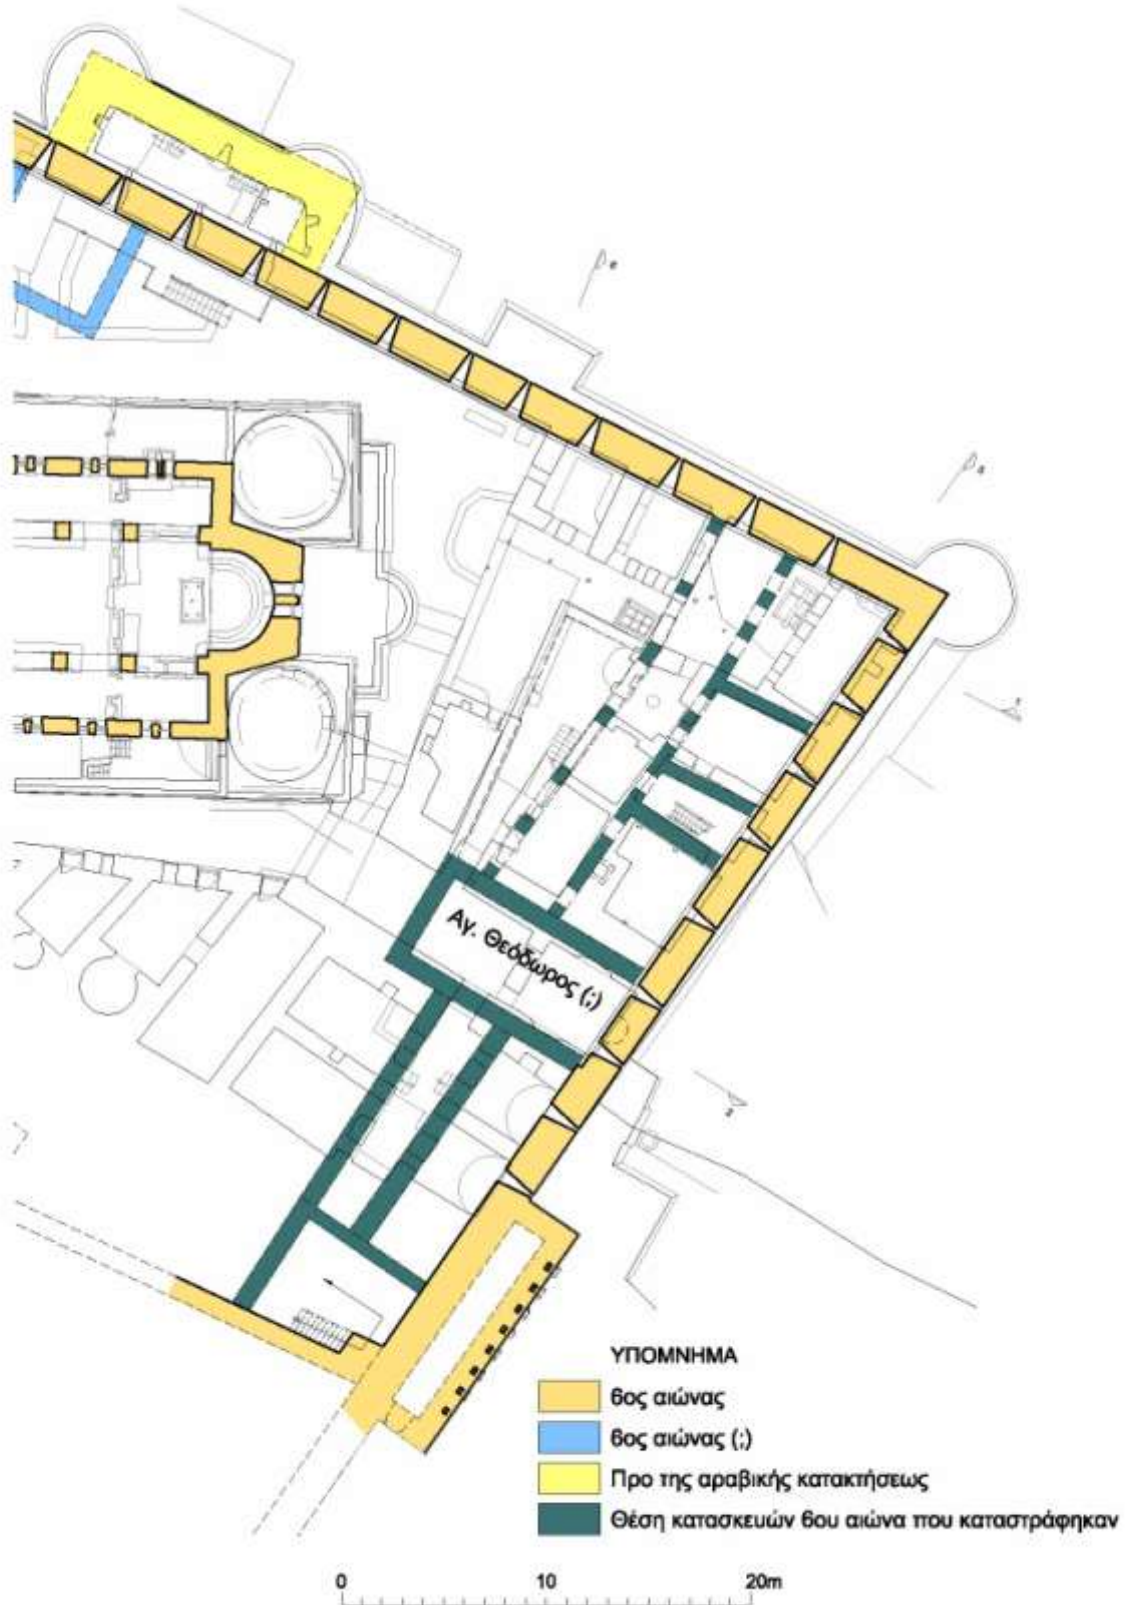 Αγ. Θεόδωρος (;)
ΥΠΟΜΝΗΜΑ
6ος αιώνας
6ος αιώνας (;)
Προ της αραβικής κατακτήσεως
Θέση κατασκευών 6ου αιώνα που καταστράφηκαν
0 10 20m